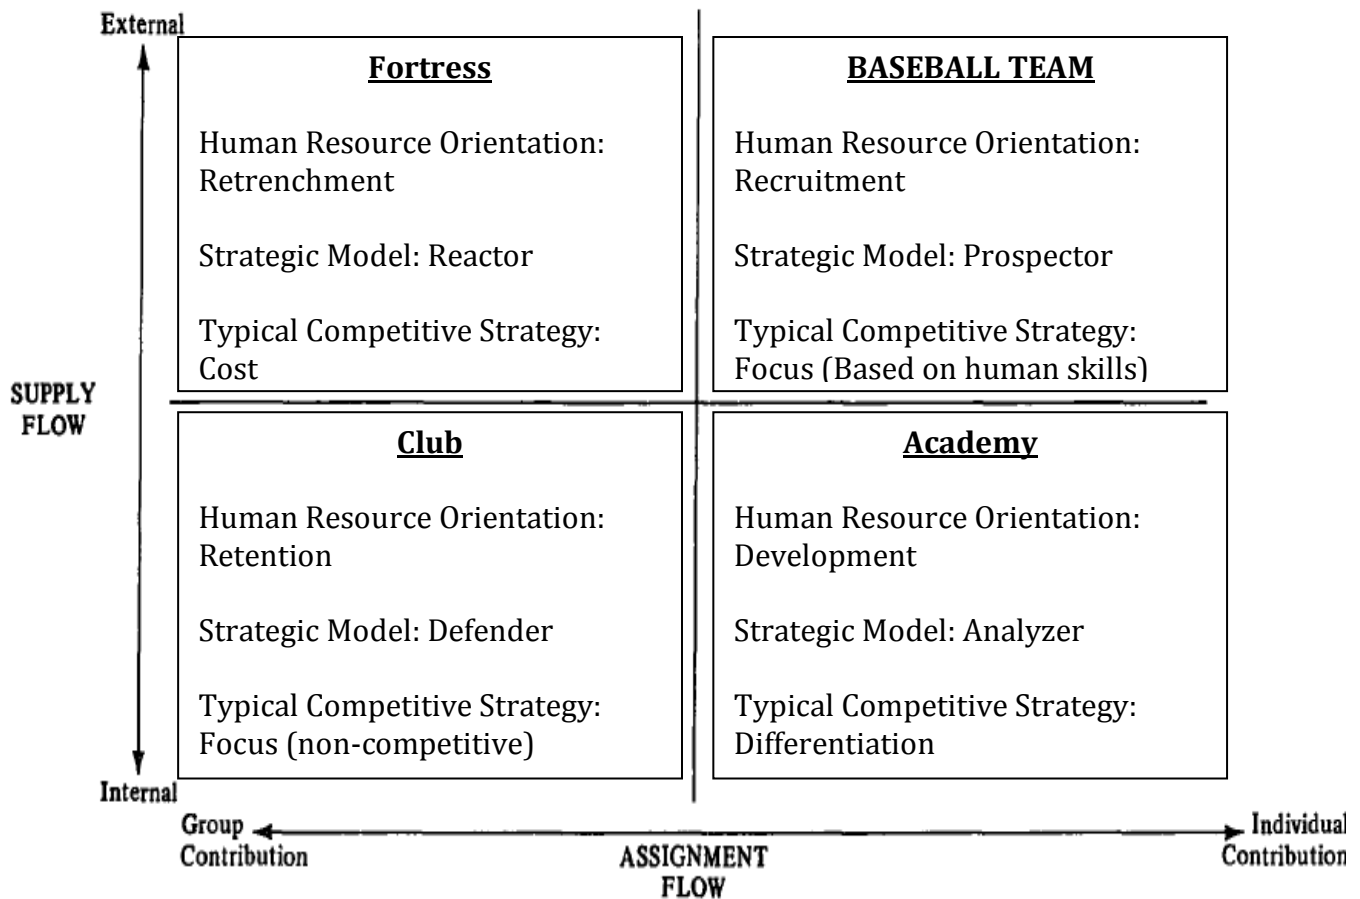 External
Fortress
Human Resource Orientation:
Retrenchment
Strategic Model: Reactor
Typical Competitive Strategy:
Cost
BASEBALL TEAM
Human Resource Orientation:
Recruitment
Strategic Model: Prospector
Typical Competitive Strategy:
Focus (Based on human skills)
SUPPLY
FLOW
Club
Human Resource Orientation:
Retention
Strategic Model: Defender
Typical Competitive Strategy:
Focus (non-competitive)
Academy
Human Resource Orientation:
Development
Strategic Model: Analyzer
Typical Competitive Strategy:
Differentiation
Internal
Group
Contribution
ASSIGNMENT
FLOW
Individual
Contribution